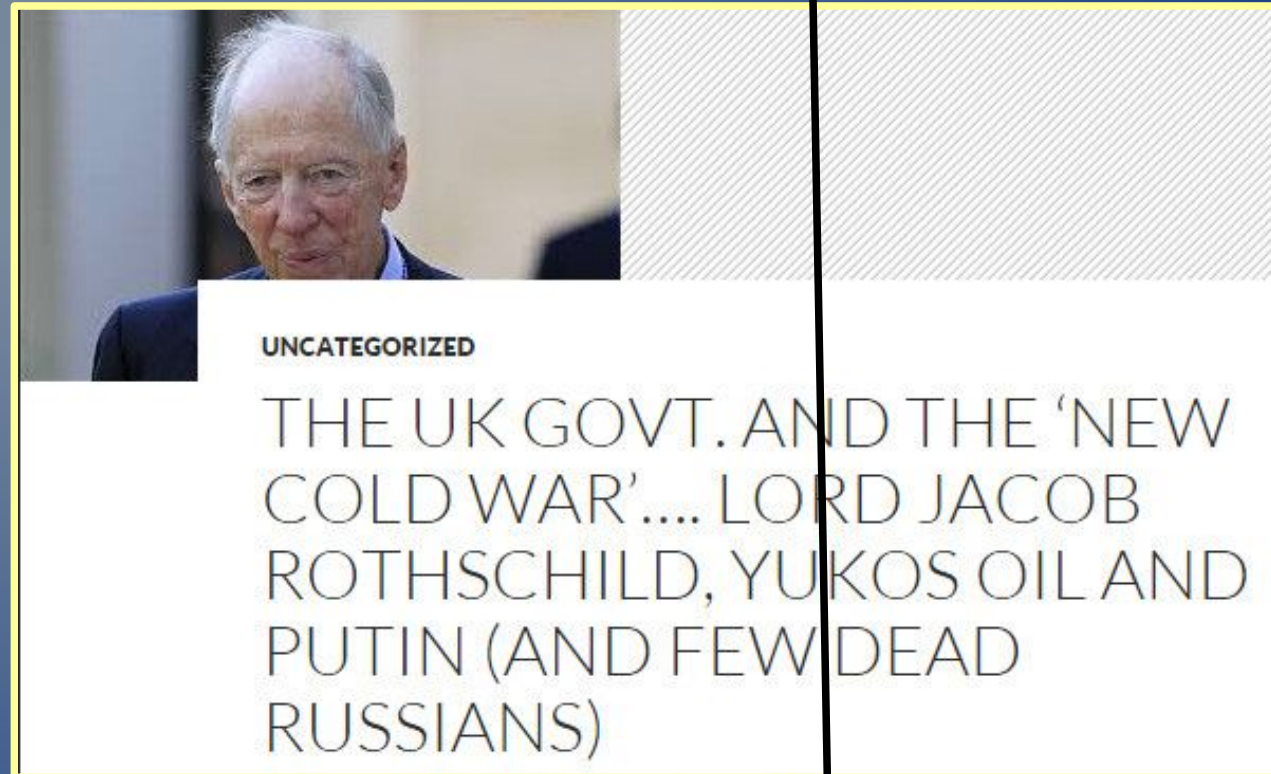 UNCATEGORIZED
THE UK GOVT. AND THE ‘NEW
COLD WAR’.... LORD JACOB
ROTHSCHILD, YUKOS OIL AND
PUTIN (AND FEW DEAD
RUSSIANS)